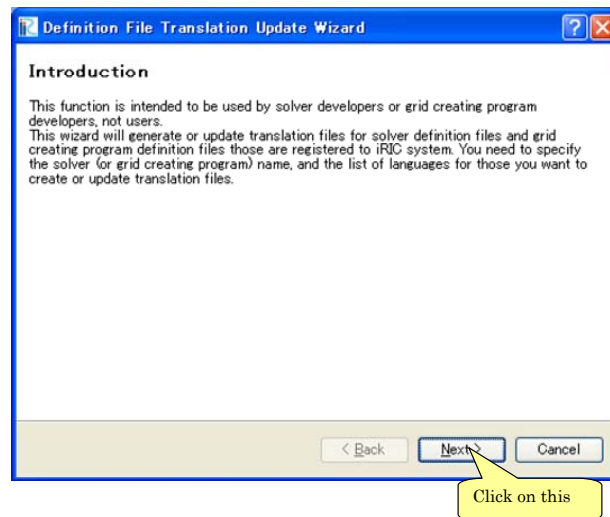 Definition File Translation Update Wizard
Introduction
This function is intended to be used by solver developers or grid creating program
developers, not users.
This wizard will generate or update translation files for solver definition files and grid
creating program definition files those are registered to iRIC system. You need to specify
the solver (or grid creating program) name, and the list of languages for those you want to
create or update translation files.
< Back Next > Cancel
Click on this